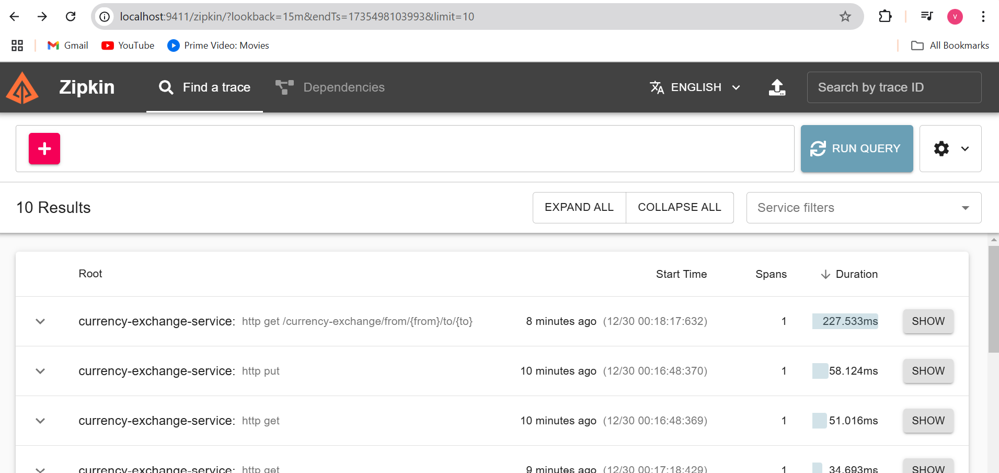 localhost:9411/zipkin/?lookback=15m&endTs=1735498103993&limit=10
V
Gmail YouTube Prime Video: Movies All Bookmarks
Zipkin Find a trace Dependencies ENGLISH Search by trace ID
RUN QUERY
10 Results EXPAND ALL COLLAPSE ALL Service filters
Root Start Time Spans Duration
currency-exchange-service: http get /currency-exchange/from/{from}/to/{to} 8 minutes ago (12/30 00:18:17:632) 1 227.533ms SHOW
currency-exchange-service: http put 10 minutes ago (12/30 00:16:48:370) 1 58.124ms SHOW
currency-exchange-service: http get 10 minutes ago (12/30 00:16:48:369) 1 51.016ms SHOW
currency-exchange-service: http get 9 minutes ago (12/30 00:17:18:429) 1 34.693ms SHOW